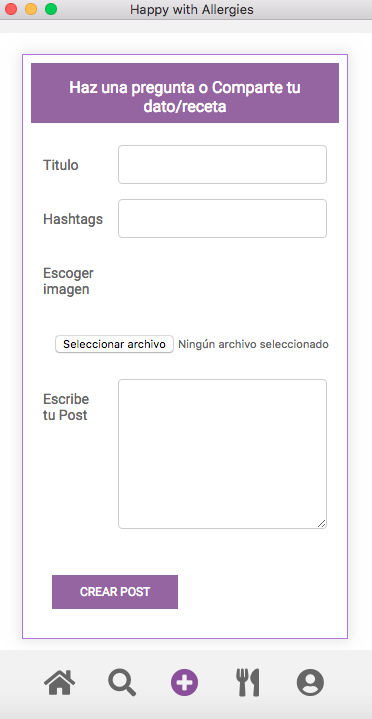 Happy with Allergies
Haz una pregunta o Comparte tu
dato/receta
Titulo
Hashtags
Escoger
imagen
Seleccionar archivo Ningún archivo seleccionado
Escribe
tu Post
CREAR POST